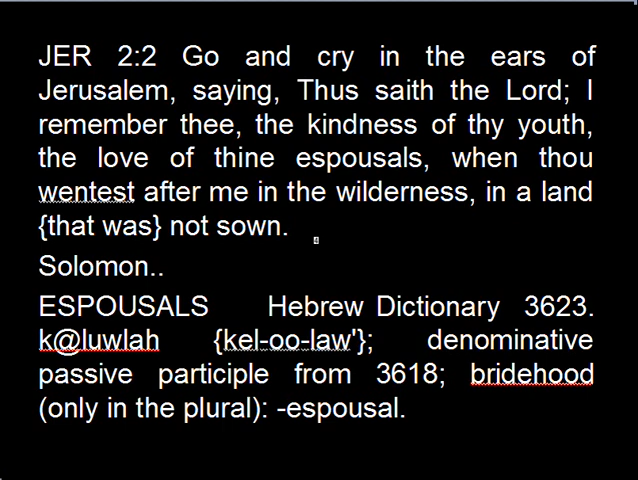 JER 2:2 Go and cry in the ears of
Jerusalem, saying, Thus saith the Lord; I
remember thee, the kindness of thy youth,
the love of thine espousals, when thou
wentest after me in the wilderness, in a land
{that was} not sown.
Solomon..
ESPOUSALS Hebrew Dictionary 3623.
k@luwlah {kel-oo-law'}; denominative
passive participle from 3618; bridehood
(only in the plural): -espousal.